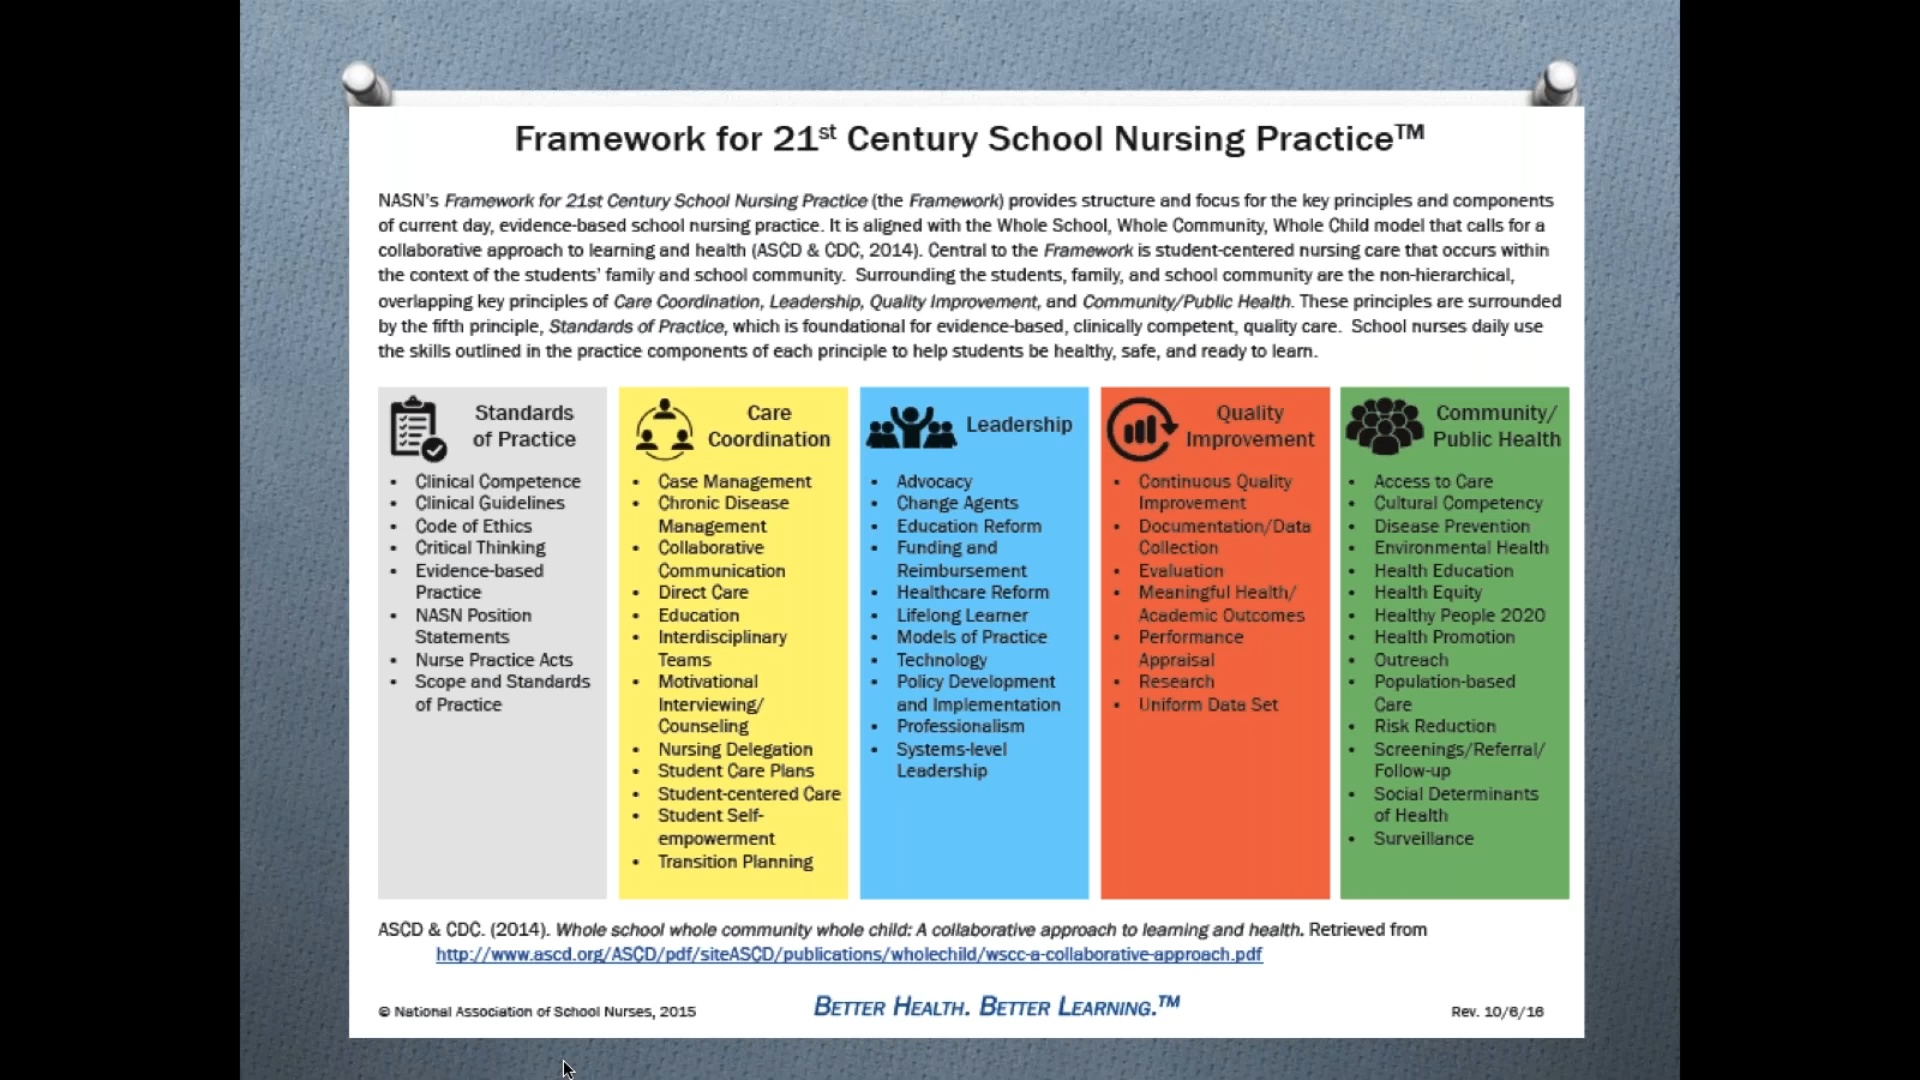 Framework for 21st Century School Nursing Practice™
NASN's Framework for 21st Century School Nursing Practice (the Framework) provides structure and focus for the key principles and components
of current day, evidence-based school nursing practice. It is aligned with the Whole School, Whole Community, Whole Child model that calls for a
collaborative approach to learning and health (ASCD & CDC, 2014). Central to the Framework is student-centered nursing care that occurs within
the context of the students' family and school community. Surrounding the students, family, and school community are the non-hierarchical,
overlapping key principles of Care Coordination, Leadership, Quality Improvement, and Community/Public Health. These principles are surrounded
by the fifth principle, Standards of Practice, which is foundational for evidence-based, clinically competent, quality care. School nurses daily use
the skills outlined in the practice components of each principle to help students be healthy, safe, and ready to learn.
Standards
of Practice
• Clinical Competence
• Clinical Guidelines
• Code of Ethics
• Critical Thinking
• Evidence-based
Practice
• NASN Position
Statements
• Nurse Practice Acts
• Scope and Standards
of Practice
Care
Coordination
• Case Management
• Chronic Disease
Management
• Collaborative
Communication
• Direct Care
• Education
• Interdisciplinary
Teams
• Motivational
Interviewing/
Counseling
• Nursing Delegation
• Student Care Plans
• Student-centered Care
• Student Self-
empowerment
• Transition Planning
Leadership
• Advocacy
• Change Agents
• Education Reform
• Funding and
Reimbursement
• Healthcare Reform
• Lifelong Learner
• Models of Practice
• Technology
• Policy Development
and Implementation
• Professionalism
• Systems-level
Leadership
Quality
Improvement
• Continuous Quality
Improvement
• Documentation/Data
Collection
• Evaluation
• Meaningful Health/
Academic Outcomes
• Performance
Appraisal
• Research
• Uniform Data Set
Community/
Public Health
• Access to Care
• Cultural Competency
• Disease Prevention
• Environmental Health
• Health Education
• Health Equity
• Healthy People 2020
• Health Promotion
• Outreach
• Population-based
Care
• Risk Reduction
• Screenings/Referral/
Follow-up
• Social Determinants
of Health
• Surveillance
ASCD & CDC. (2014). Whole school whole community whole child: A collaborative approach to learning and health. Retrieved from
http://www.ascd.org/ASCD/pdf/siteASCD/publications/wholechild/wscc-a-collaborative-approach.pdf
© National Association of School Nurses, 2015
BETTER HEALTH. BETTER LEARNING.™
Rev. 10/6/16